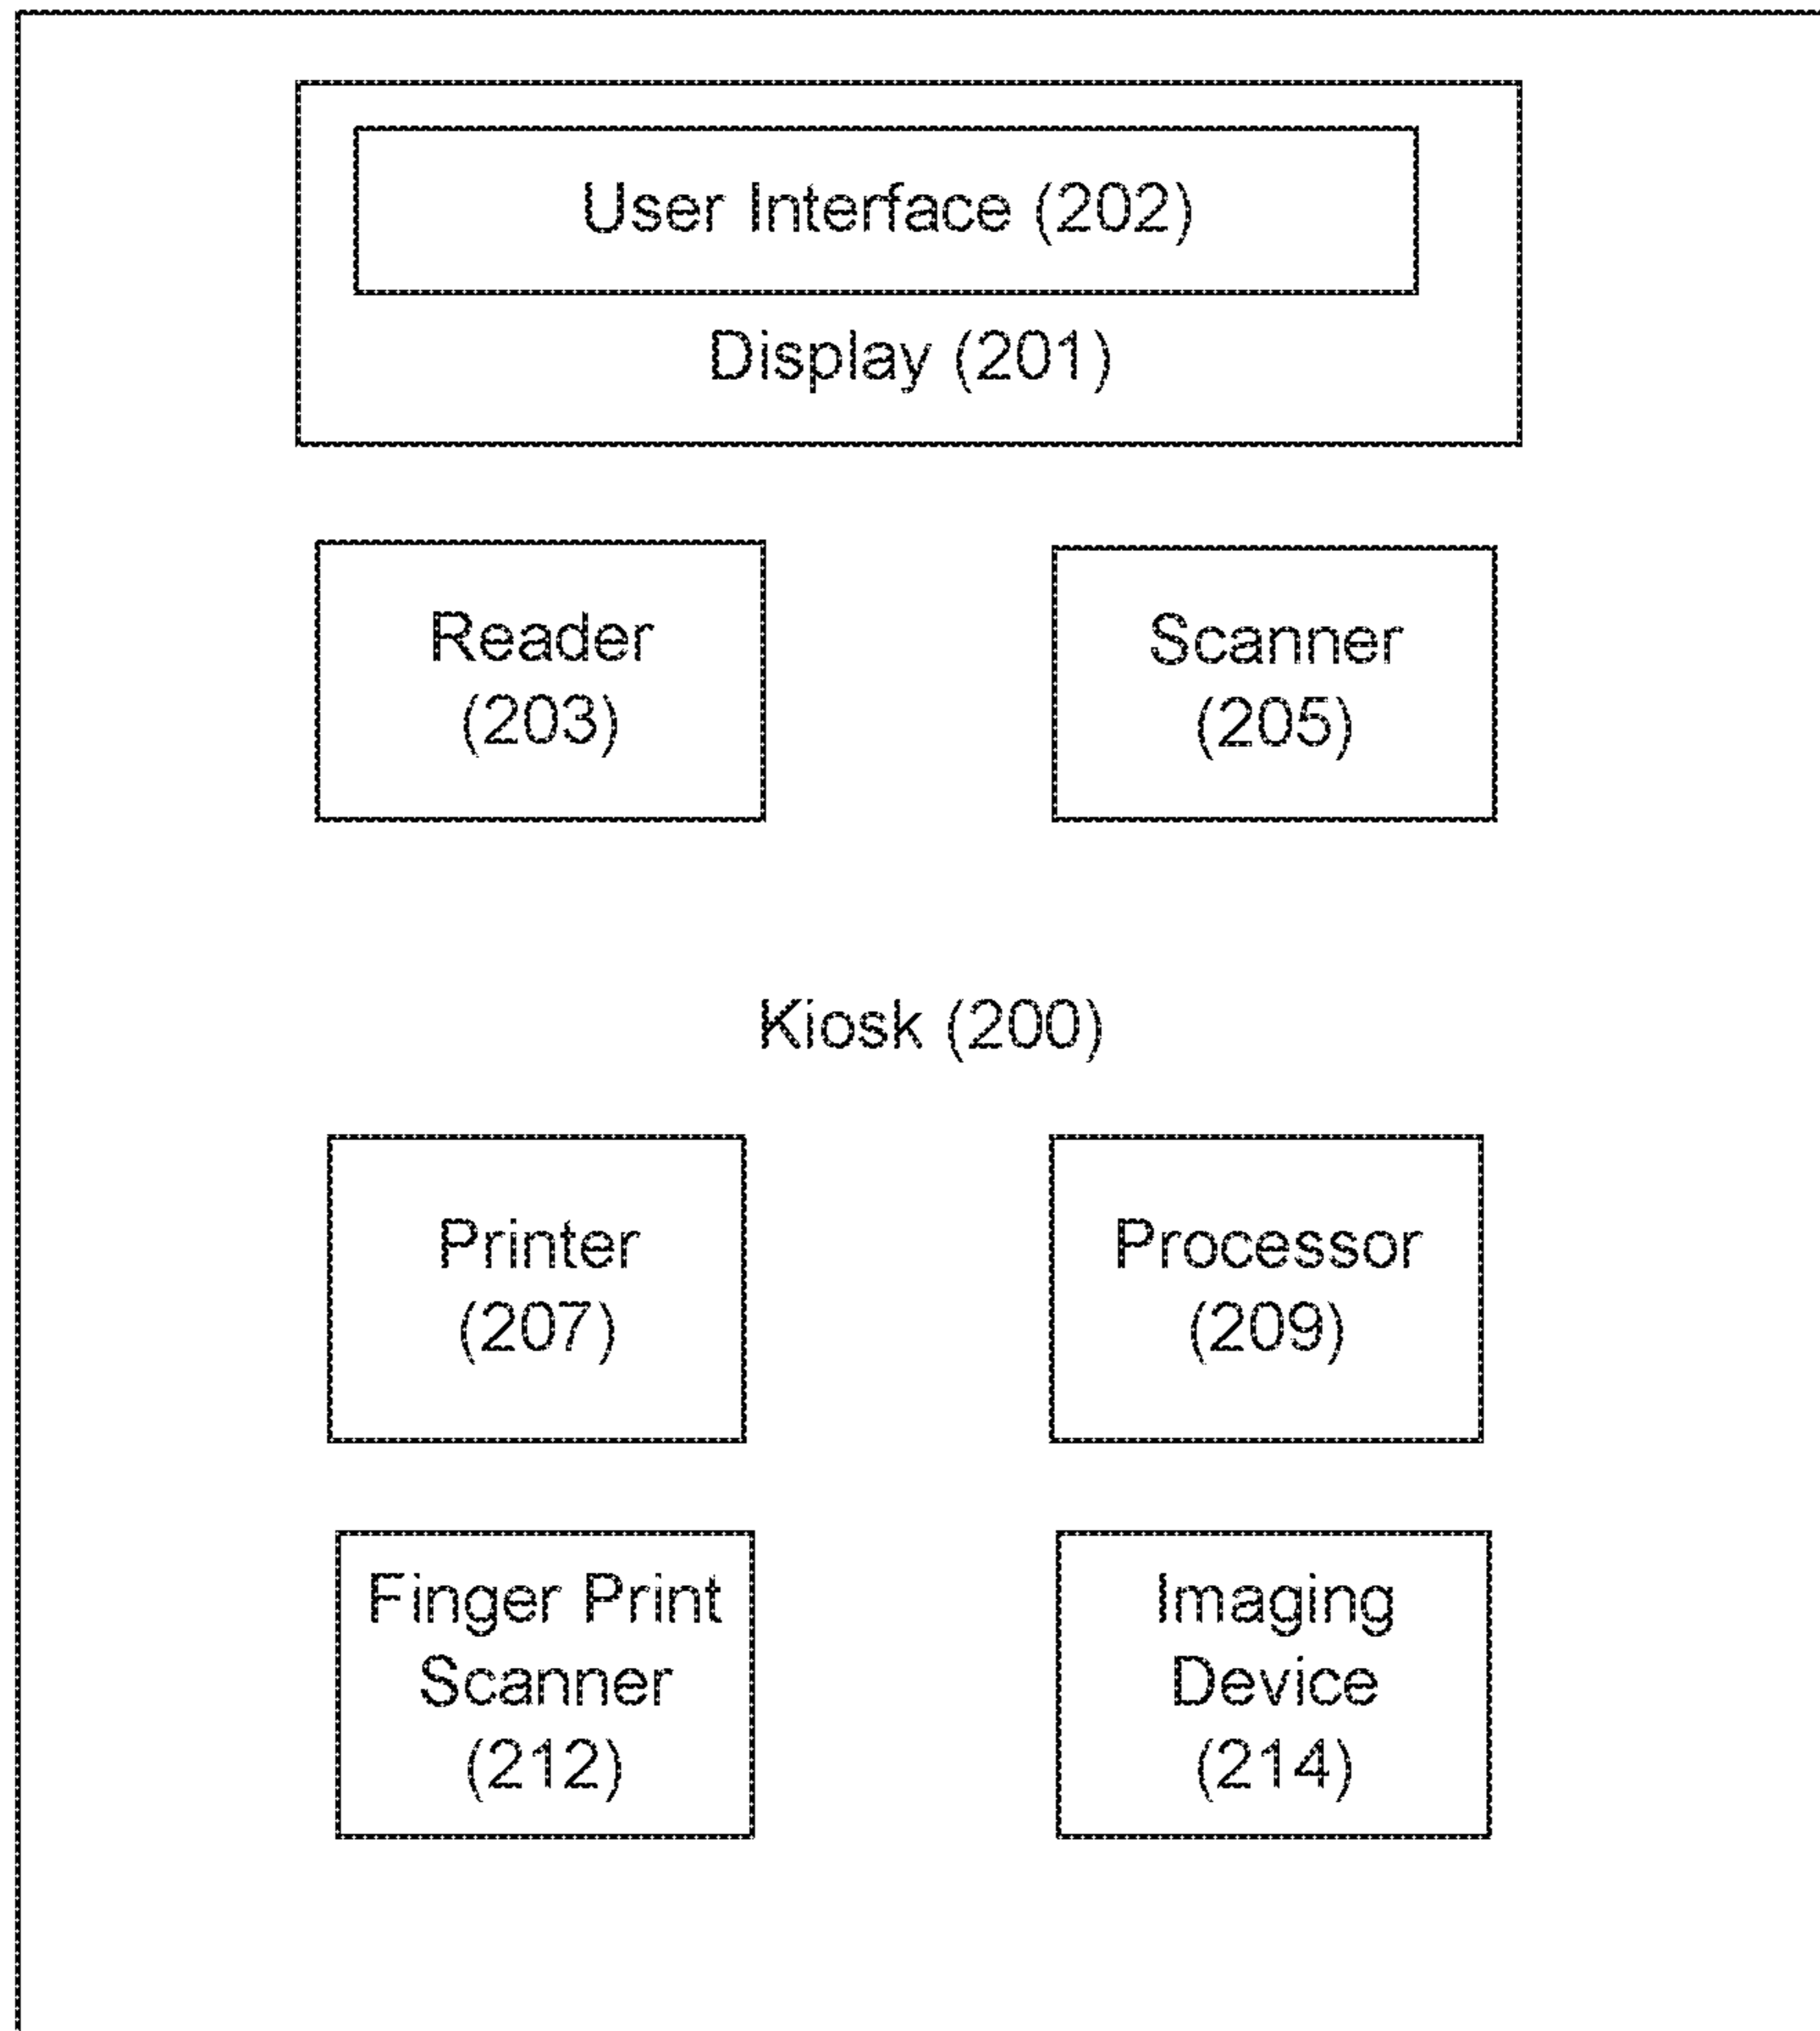 User Interface (202)
Display (201)
Reader
(203)
Scanner
(205)
Kiosk (200)
Printer
(207)
Processor
(209)
Finger Print
Scanner
(212)
Imaging
Device
(214)